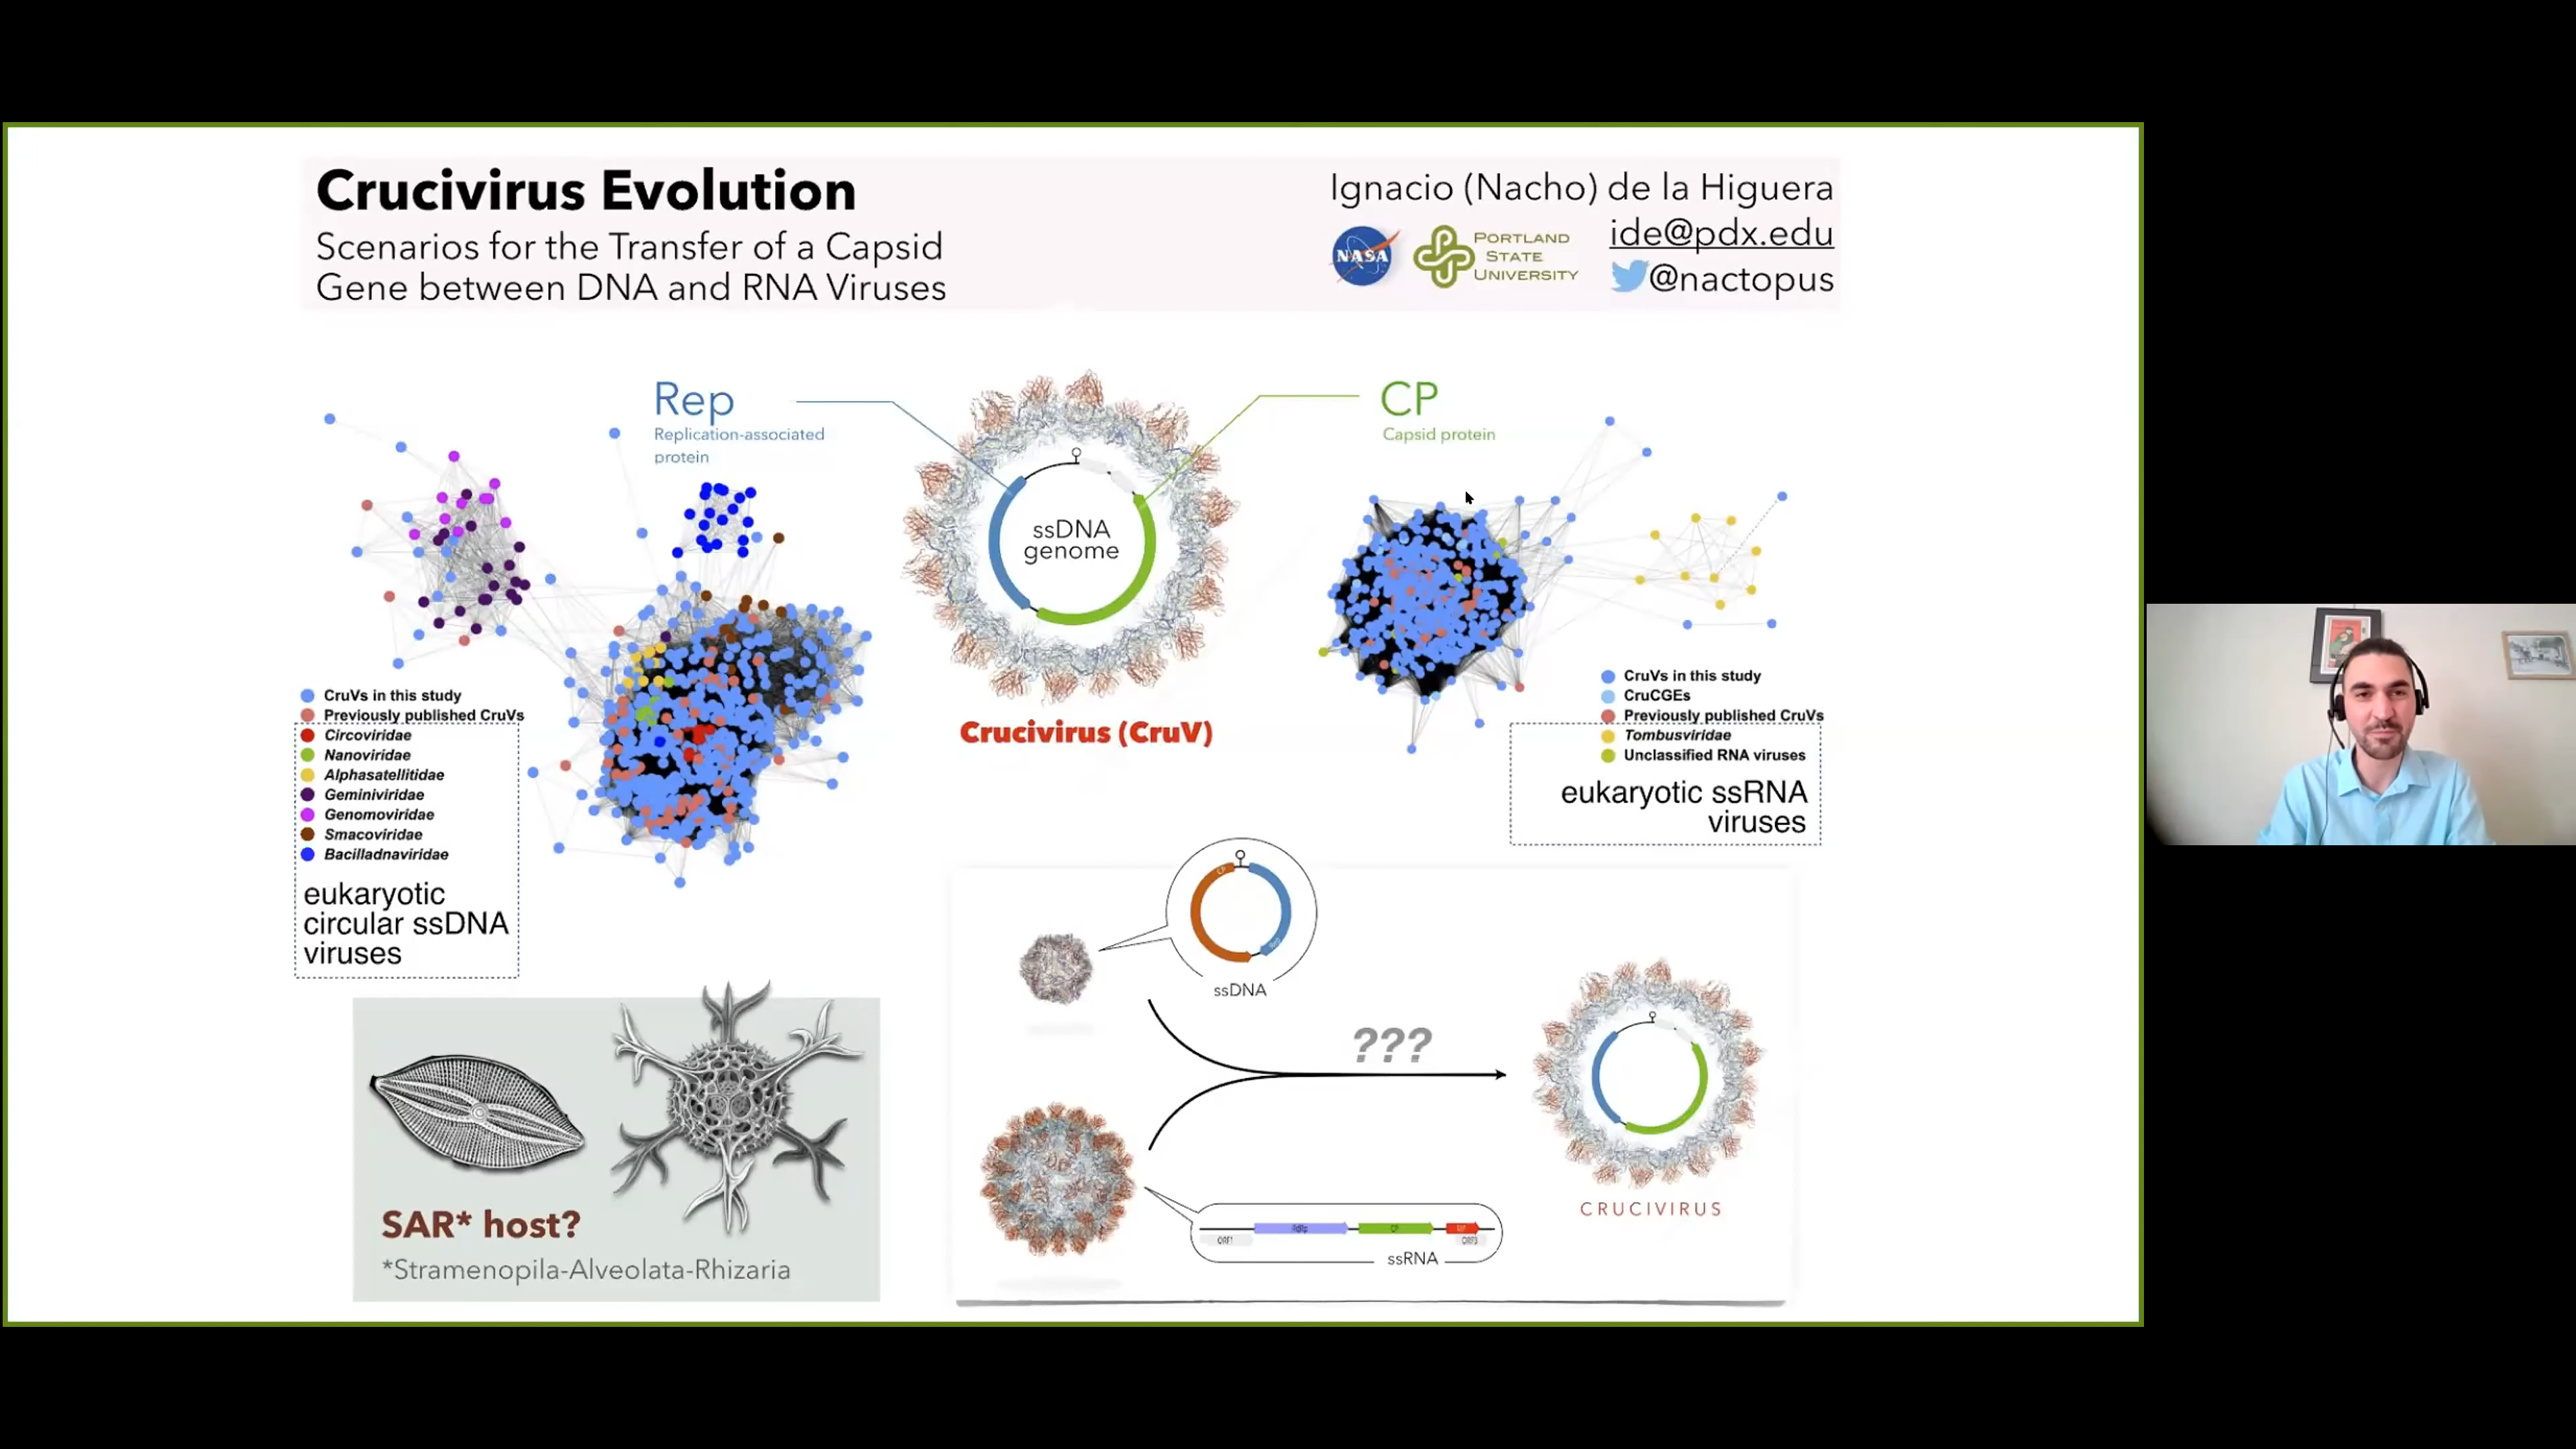 Crucivirus Evolution
Scenarios for the Transfer of a Capsid
Gene between DNA and RNA Viruses
Ignacio (Nacho) de la Higuera
NASA
PORTLAND
STATE
UNIVERSITY
ide@pdx.edu
@nactopus
Rep
Replication-associated
protein
CP
Capsid protein
ssDNA
genome
Crucivirus (CruV)
CruVs in this study
Previously published CruVs
Circoviridae
Nanoviridae
Alphasatellitidae
Geminiviridae
Genomoviridae
Smacoviridae
Bacilladnaviridae
eukaryotic
circular ssDNA
viruses
CruVs in this study
CruCGEs
Previously published CruVs
Tombusviridae
Unclassified RNA viruses
eukaryotic ssRNA
viruses
SAR* host?
*Stramenopila-Alveolata-Rhizaria
CP
ssDNA
???
CRUCIVIRUS
CP
ORF1
ORF3
ssRNA